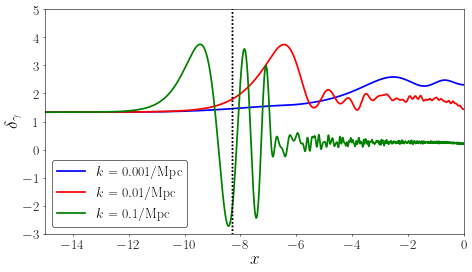 5
4
3
2
1
0
−1
−2
−3
δγ
k = 0.001/Mpc
k = 0.01/Mpc
k = 0.1/Mpc
−14 −12 −10 −8 −6 −4 −2 0
x